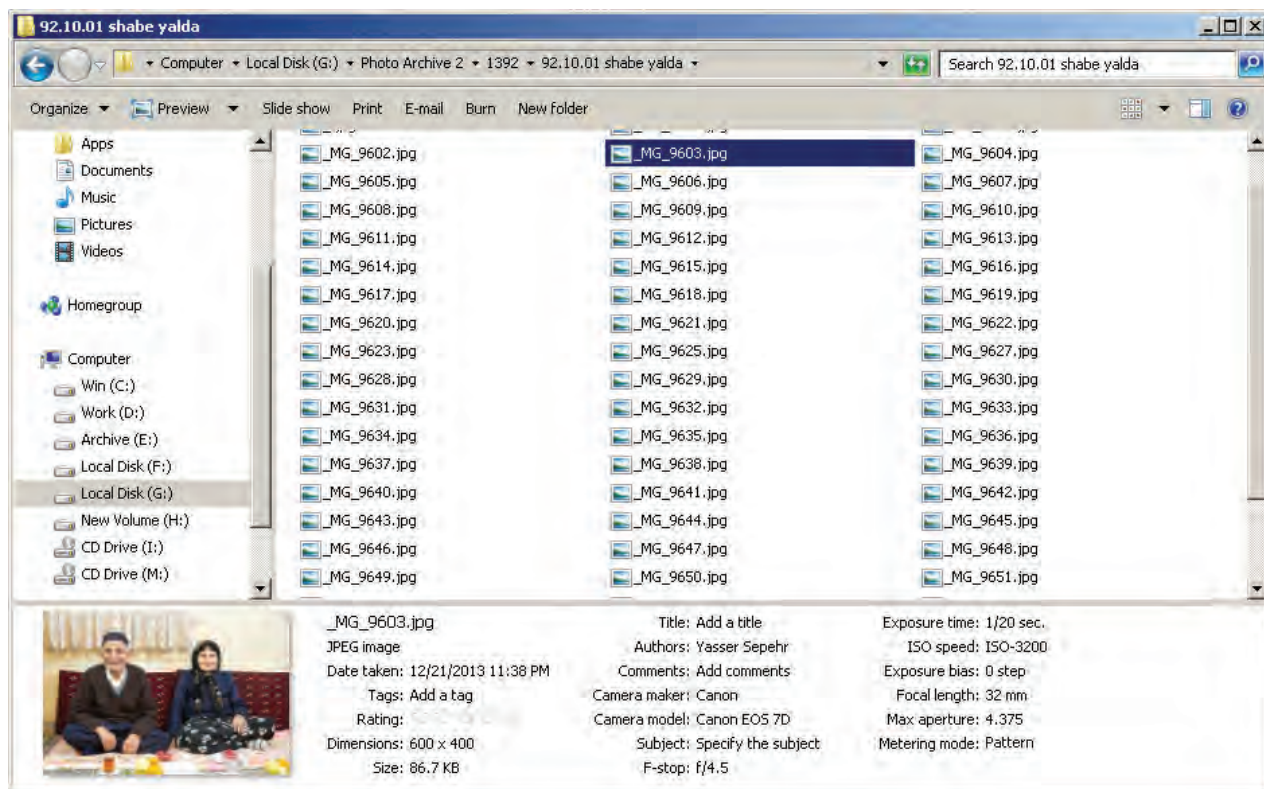 92.10.01 shabe yalda
Computer Local Disk (G:) Photo Archive 2 1392 92.10.01 shabe yalda
Search 92.10.01 shabe yalda
Organize Preview Slide show Print E-mail Burn New folder
Apps
Documents
Music
Pictures
Videos
Homegroup
Computer
Win (C:)
Work (D:)
Archive (E:)
Local Disk (F:)
Local Disk (G:)
New Volume (H:)
CD Drive (I:)
CD Drive (M:)
_MG_9602.jpg _MG_9603.jpg _MG_9604.jpg
_MG_9605.jpg _MG_9606.jpg _MG_9607.jpg
_MG_9608.jpg _MG_9609.jpg _MG_9610.jpg
_MG_9611.jpg _MG_9612.jpg _MG_9613.jpg
_MG_9614.jpg _MG_9615.jpg _MG_9616.jpg
_MG_9617.jpg _MG_9618.jpg _MG_9619.jpg
_MG_9620.jpg _MG_9621.jpg _MG_9622.jpg
_MG_9623.jpg _MG_9625.jpg _MG_9627.jpg
_MG_9628.jpg _MG_9629.jpg _MG_9630.jpg
_MG_9631.jpg _MG_9632.jpg _MG_9633.jpg
_MG_9634.jpg _MG_9635.jpg _MG_9636.jpg
_MG_9637.jpg _MG_9638.jpg _MG_9639.jpg
_MG_9640.jpg _MG_9641.jpg _MG_9642.jpg
_MG_9643.jpg _MG_9644.jpg _MG_9645.jpg
_MG_9646.jpg _MG_9647.jpg _MG_9648.jpg
_MG_9649.jpg _MG_9650.jpg _MG_9651.jpg
_MG_9603.jpg
JPEG image
Date taken: 12/21/2013 11:38 PM
Tags: Add a tag
Rating:
Dimensions: 600 x 400
Size: 86.7 KB
Title: Add a title
Authors: Yasser Sepehr
Comments: Add comments
Camera maker: Canon
Camera model: Canon EOS 7D
Subject: Specify the subject
F-stop: f/4.5
Exposure time: 1/20 sec.
ISO speed: ISO-3200
Exposure bias: 0 step
Focal length: 32 mm
Max aperture: 4.375
Metering mode: Pattern